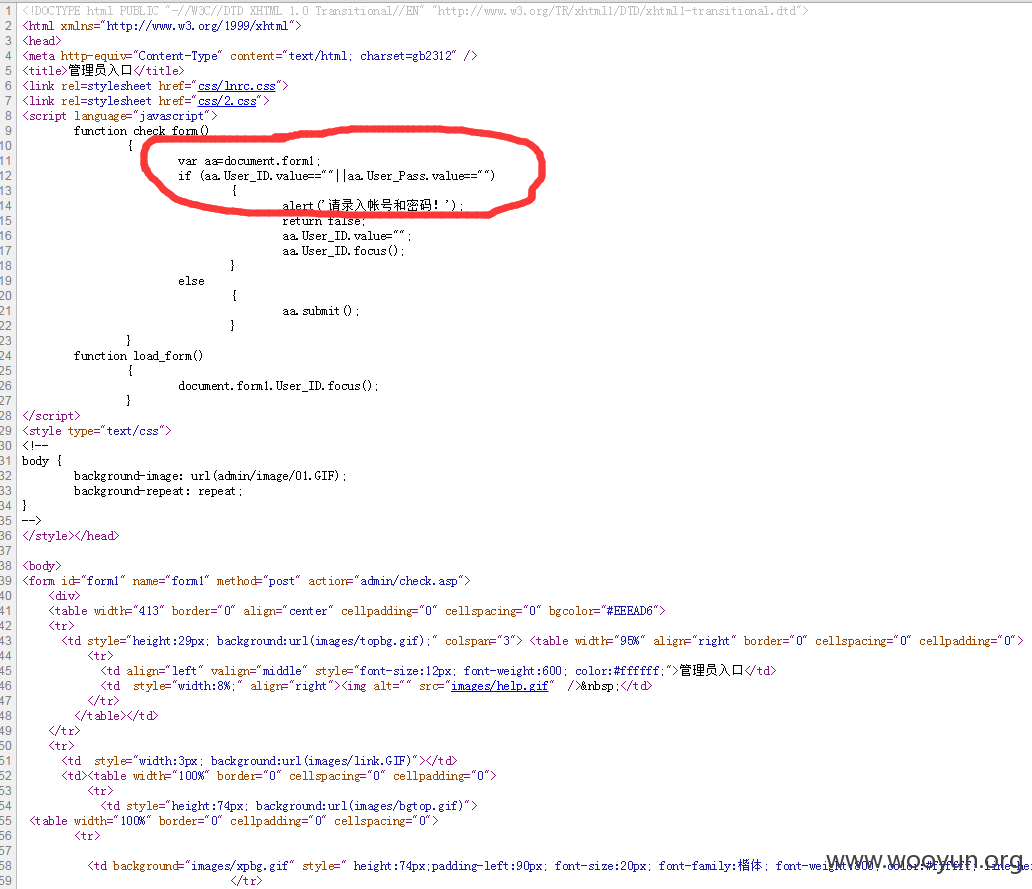 1 <!DOCTYPE html PUBLIC "-//W3C//DTD XHTML 1.0 Transitional//EN" "http://www.w3.org/TR/xhtml1/DTD/xhtml1-transitional.dtd">
2 <html xmlns="http://www.w3.org/1999/xhtml">
3 <head>
4 <meta http-equiv="Content-Type" content="text/html; charset=gb2312" />
5 <title>管理员入口</title>
6 <link rel=stylesheet href="css/lnrc.css">
7 <link rel=stylesheet href="css/2.css">
8 <script language="javascript">
9 function check_form()
10 {
11 var aa=document.form1;
12 if (aa.User_ID.value==""||aa.User_Pass.value=="")
13 {
14 alert('请录入帐号和密码!');
15 return false;
16 aa.User_ID.value="";
17 aa.User_ID.focus();
18 }
19 else
20 {
21 aa.submit();
22 }
23 }
24 function load_form()
25 {
26 document.form1.User_ID.focus();
27 }
28 </script>
29 <style type="text/css">
30 <!--
31 body {
32 background-image: url(admin/image/01.GIF);
33 background-repeat: repeat;
34 }
35 -->
36 </style></head>
37
38 <body>
39 <form id="form1" name="form1" method="post" action="admin/check.asp">
40 <div>
41 <table width="413" border="0" align="center" cellpadding="0" cellspacing="0" bgcolor="#EEEAD6">
42 <tr>
43 <td style="height:29px; background:url(images/topbg.gif);" colspan="3"> <table width="95%" align="right" border="0" cellspacing="0" cellpadding="0">
44 <tr>
45 <td align="left" valign="middle" style="font-size:12px; font-weight:600; color:#ffffff;">管理员入口</td>
46 <td style="width:8%;" align="right"><img alt="" src="images/help.gif" />&nbsp;</td>
47 </tr>
48 </table></td>
49 </tr>
50 <tr>
51 <td style="width:3px; background:url(images/link.GIF)"></td>
52 <td><table width="100%" border="0" cellspacing="0" cellpadding="0">
53 <tr>
54 <td style="height:74px; background:url(images/bgtop.gif)">
55 <table width="100%" border="0" cellpadding="0" cellspacing="0">
56 <tr>
57
58 <td background="images/xpbg.gif" style=" height:74px;padding-left:90px; font-size:20px; font-family:楷体; font-weight:800; color:#ffffff; line-hei
59 </tr>
www.wooyun.org